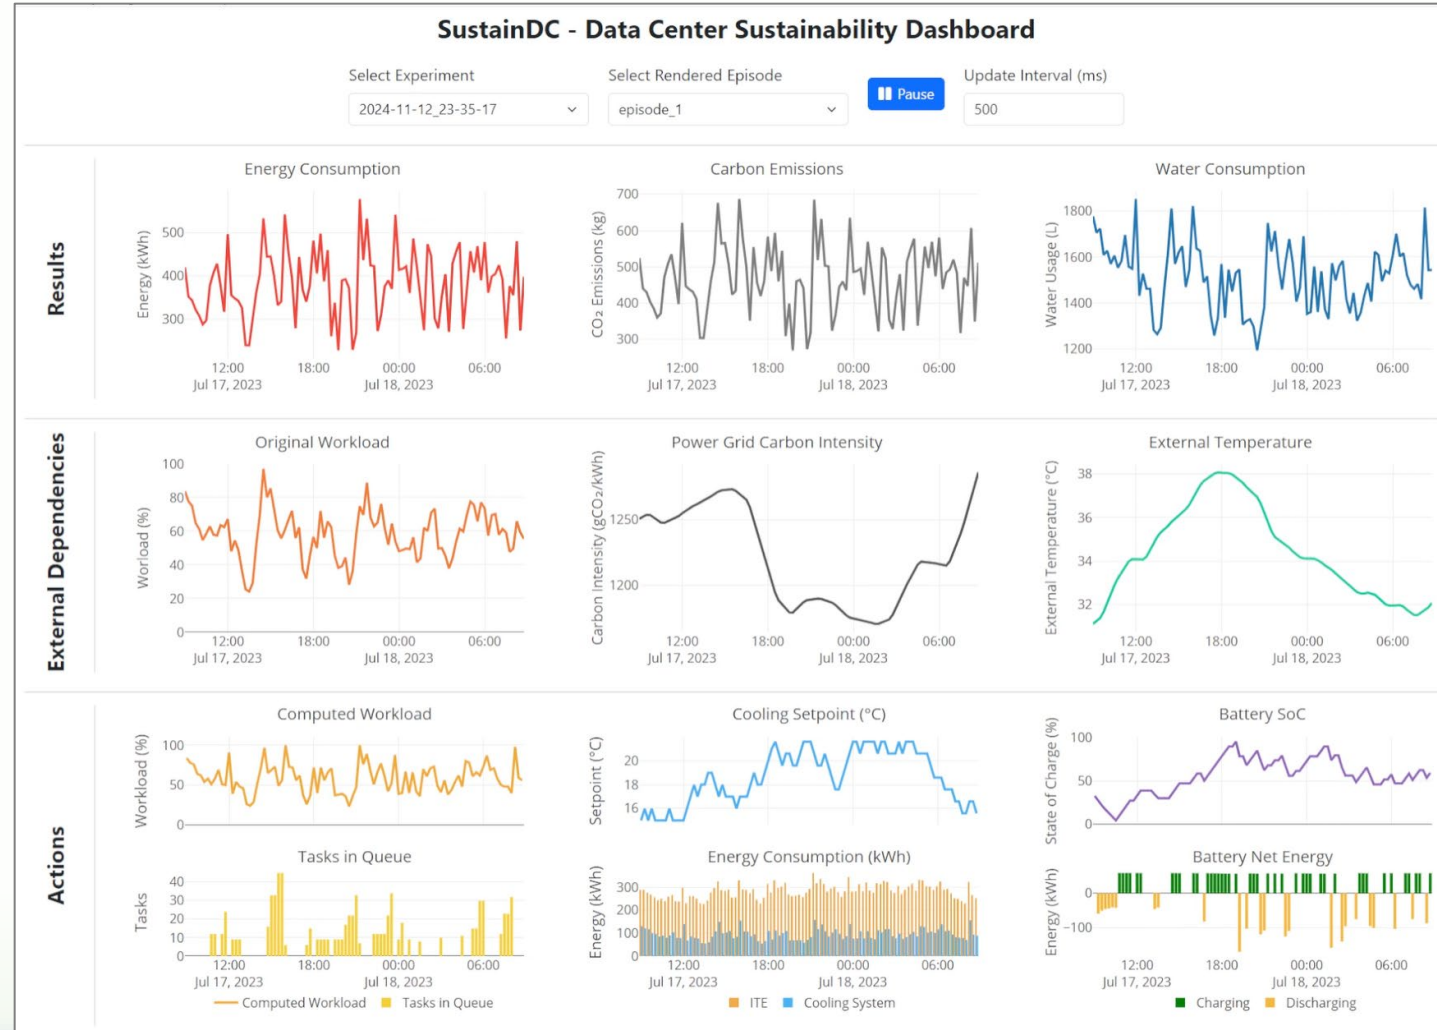 SustainDC - Data Center Sustainability Dashboard
Select Experiment
Select Rendered Episode
Update Interval (ms)
2024-11-12_23-35-17
episode_1
Pause
500
Results
Energy Consumption
Energy (kWh)
500
400
300
12:00
18:00
00:00
06:00
Jul 17, 2023
Jul 18, 2023
Carbon Emissions
CO₂ Emissions (kg)
700
600
500
400
300
12:00
18:00
00:00
06:00
Jul 17, 2023
Jul 18, 2023
Water Consumption
Water Usage (L)
1800
1600
1400
1200
12:00
18:00
00:00
06:00
Jul 17, 2023
Jul 18, 2023
External Dependencies
Original Workload
Worload (%)
100
80
60
40
20
0
12:00
18:00
00:00
06:00
Jul 17, 2023
Jul 18, 2023
Power Grid Carbon Intensity
Carbon Intensity (gCO₂/kWh)
1250
1200
12:00
18:00
00:00
06:00
Jul 17, 2023
Jul 18, 2023
External Temperature
External Temperature (°C)
38
36
34
32
12:00
18:00
00:00
06:00
Jul 17, 2023
Jul 18, 2023
Actions
Computed Workload
Workload (%)
100
50
0
Tasks in Queue
Tasks
40
30
20
10
0
12:00
18:00
00:00
06:00
Jul 17, 2023
Jul 18, 2023
Computed Workload
Tasks in Queue
Cooling Setpoint (°C)
Setpoint (°C)
20
18
16
Energy Consumption (kWh)
Energy (kWh)
300
200
100
0
12:00
18:00
00:00
06:00
Jul 17, 2023
Jul 18, 2023
ITE
Cooling System
Battery SoC
State of Charge (%)
100
50
0
Battery Net Energy
Energy (kWh)
0
−100
12:00
18:00
00:00
06:00
Jul 17, 2023
Jul 18, 2023
Charging
Discharging